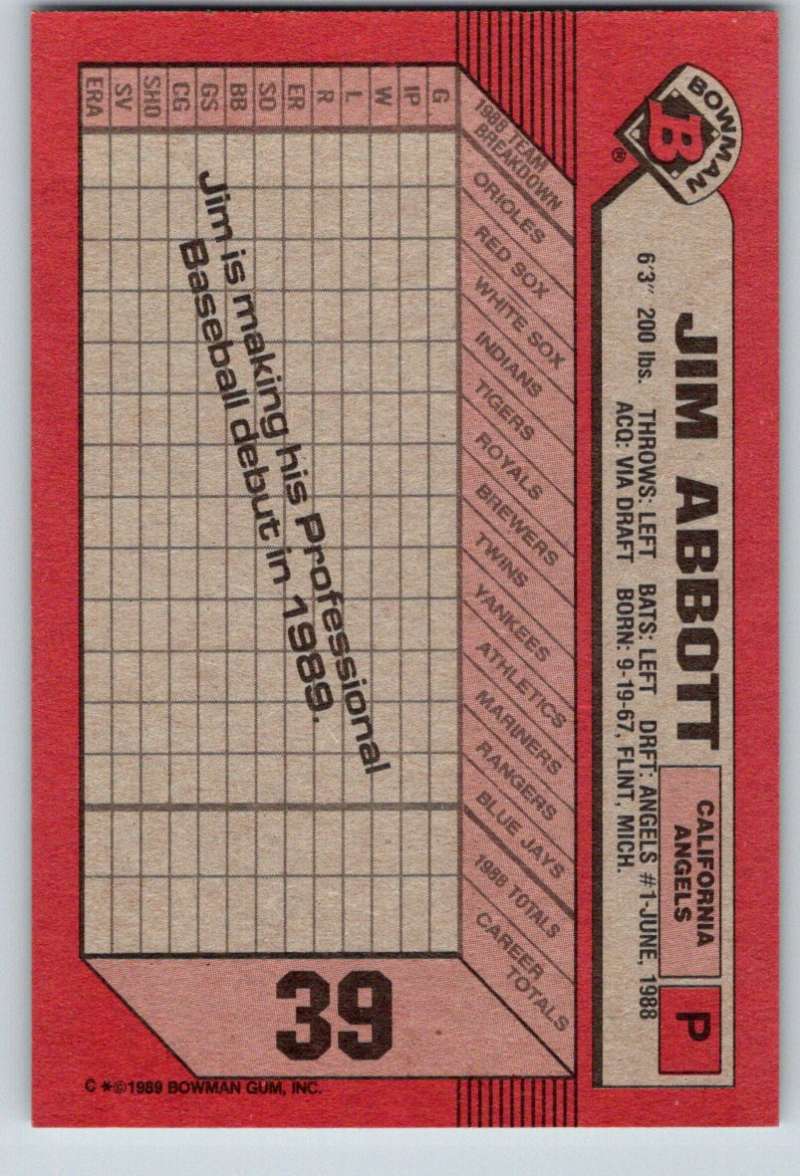 BOWMAN
B
®
JIM ABBOTT
CALIFORNIA
ANGELS
P
6'3" 200 lbs. THROWS: LEFT BATS: LEFT DRFT: ANGELS #1-JUNE, 1988
ACQ: VIA DRAFT BORN: 9-19-67, FLINT, MICH.
1988 TEAM
BREAKDOWN
ORIOLES
RED SOX
WHITE SOX
INDIANS
TIGERS
ROYALS
BREWERS
TWINS
YANKEES
ATHLETICS
MARINERS
RANGERS
BLUE JAYS
1988 TOTALS
CAREER
TOTALS
G
IP
W
L
R
ER
SO
BB
GS
CG
SHO
SV
ERA
Jim is making his Professional
Baseball debut in 1989.
39
C *©1989 BOWMAN GUM, INC.